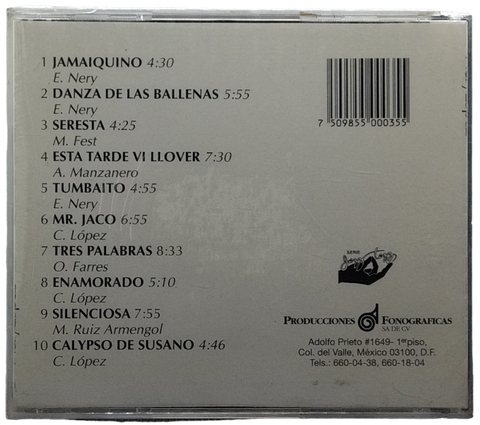 1 JAMAIQUINO 4:30
E. Nery
2 DANZA DE LAS BALLENAS 5:55
E. Nery
3 SERESTA 4:25
M. Fest
4 ESTA TARDE VI LLOVER 7:30
A. Manzanero
5 TUMBAITO 4:55
E. Nery
6 MR. JACO 6:55
C. López
7 TRES PALABRAS 8:33
O. Farres
8 ENAMORADO 5:10
C. López
9 SILENCIOSA 7:55
M. Ruiz Armengol
10 CALYPSO DE SUSANO 4:46
C. López
7 509855 000355
SERIE
PRODUCCIONES FONOGRAFICAS
SA DE CV
Adolfo Prieto #1649- 1erpiso,
Col. del Valle, México 03100, D.F.
Tels.: 660-04-38, 660-18-04